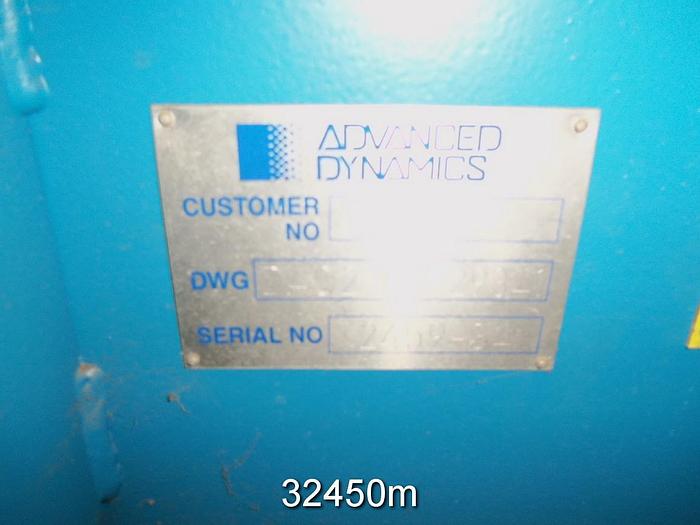 ADVANCED
DYNAMICS
CUSTOMER
NO
DWG
SERIAL NO
32450m